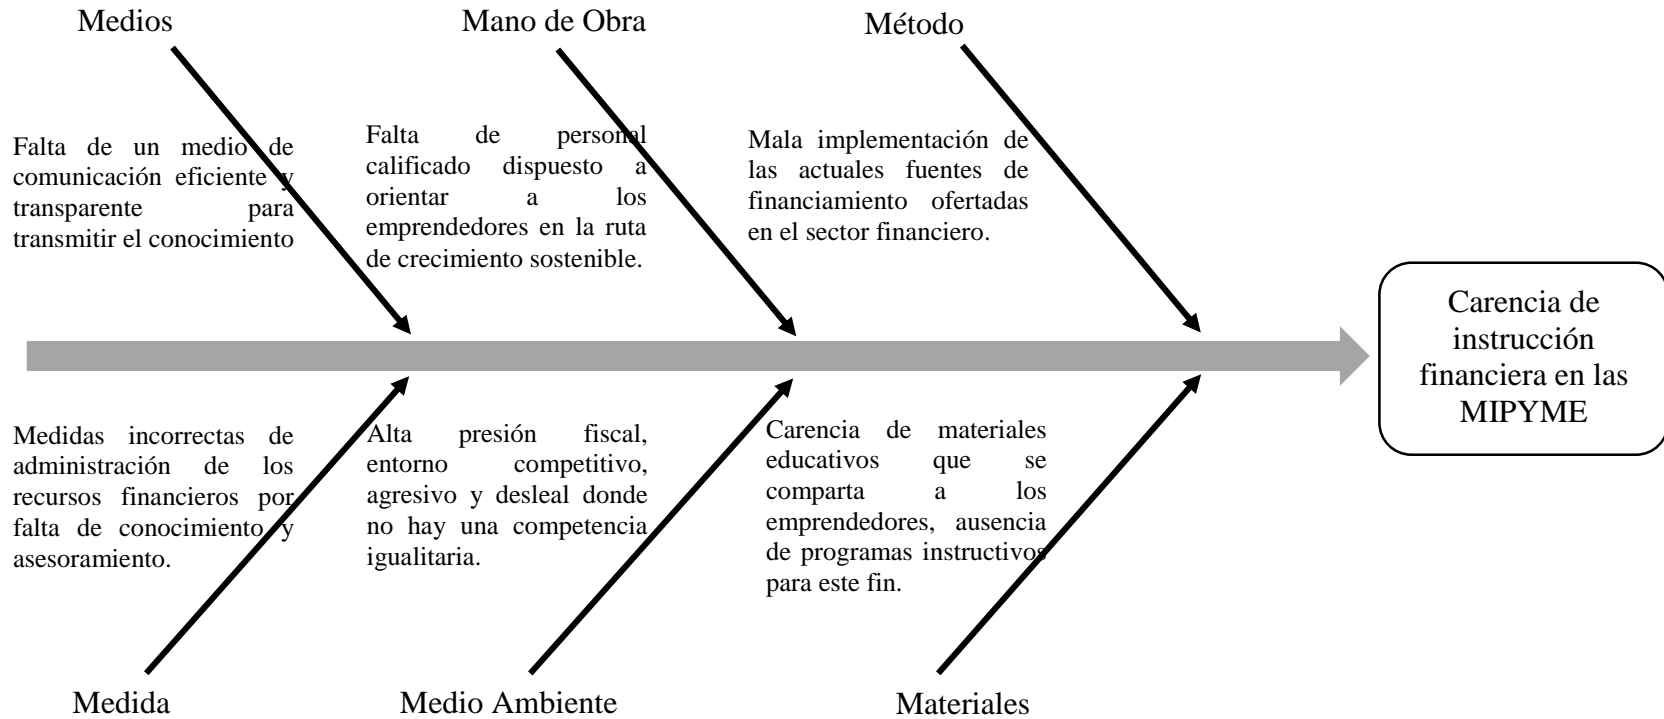 Medios
Mano de Obra
Método
Falta de un medio de
comunicación eficiente y
transparente para
transmitir el conocimiento
Falta de personal
calificado dispuesto a
orientar a los
emprendedores en la ruta
de crecimiento sostenible.
Mala implementación de
las actuales fuentes de
financiamiento ofertadas
en el sector financiero.
Carencia de
instrucción
financiera en las
MIPYME
Medidas incorrectas de
administración de los
recursos financieros por
falta de conocimiento y
asesoramiento.
Alta presión fiscal,
entorno competitivo,
agresivo y desleal donde
no hay una competencia
igualitaria.
Carencia de materiales
educativos que se
comparta a los
emprendedores, ausencia
de programas instructivos
para este fin.
Medida
Medio Ambiente
Materiales